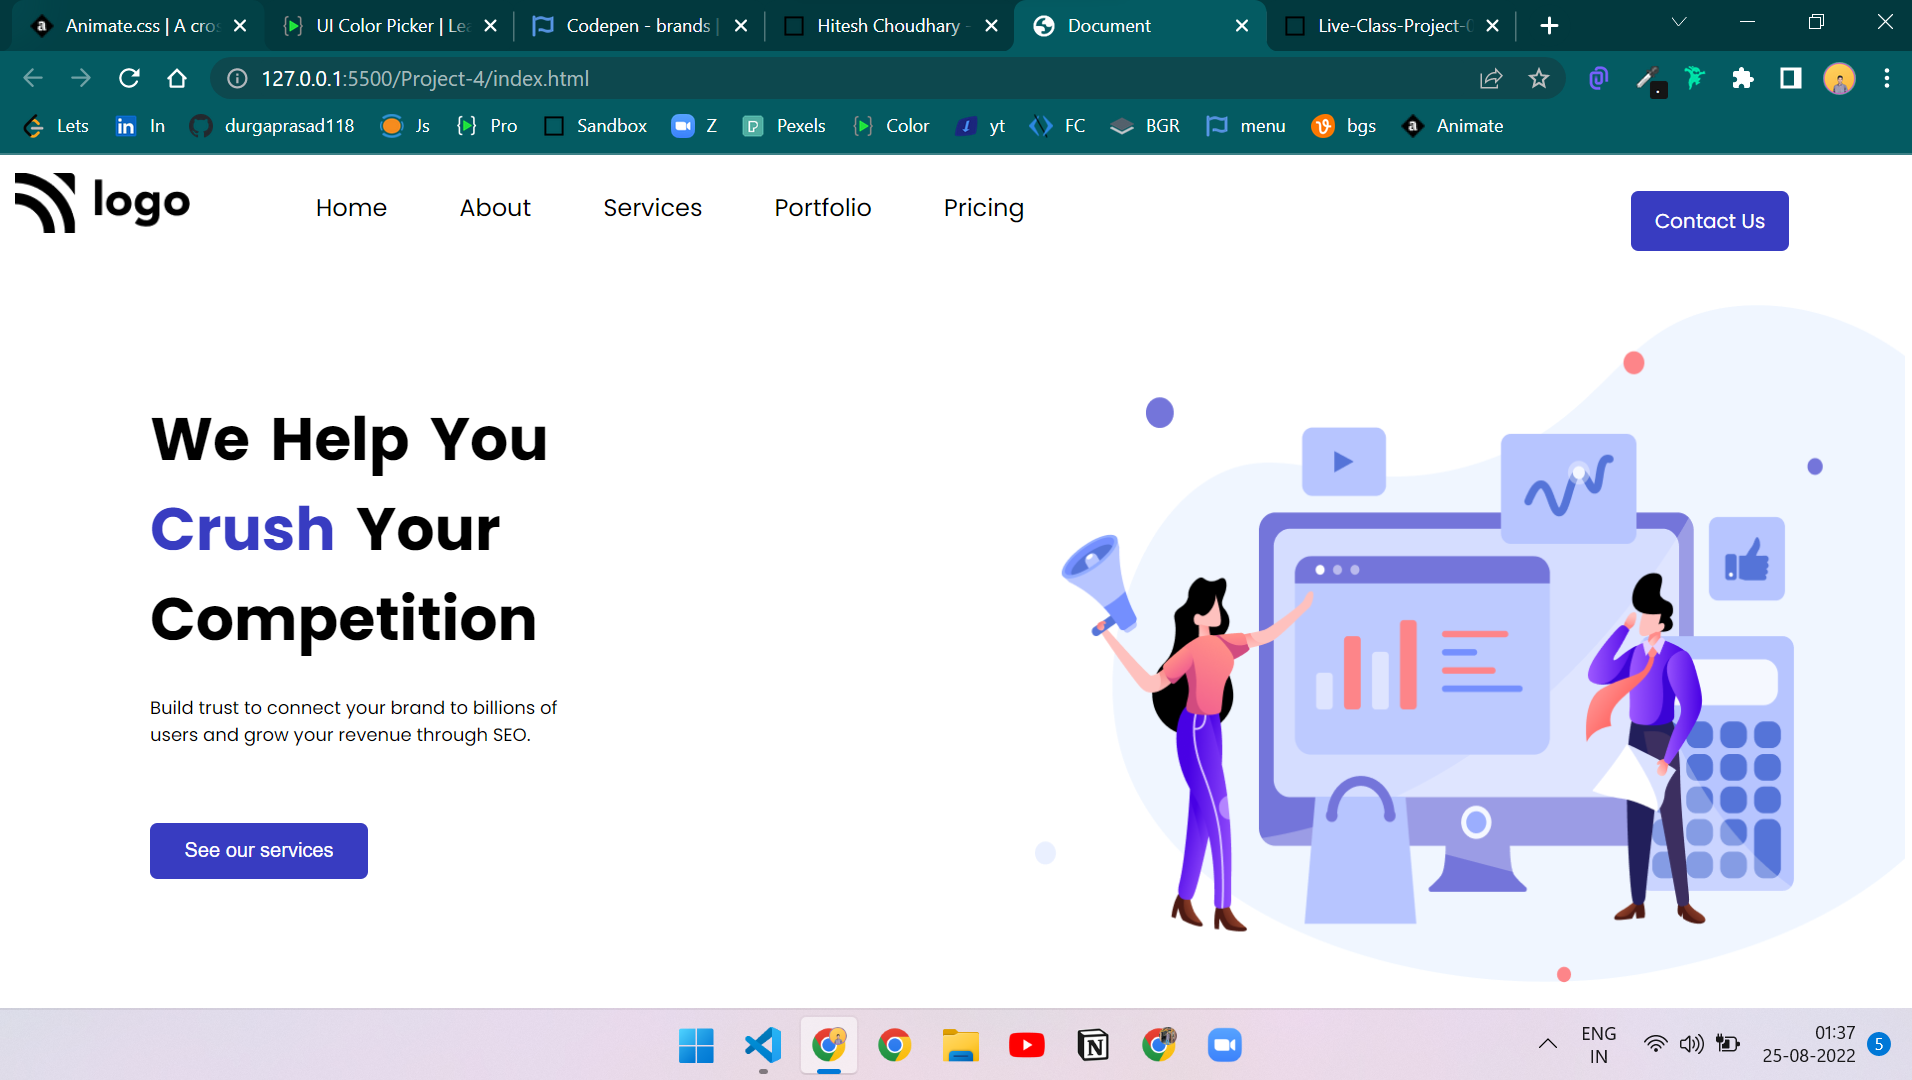 Animate.css | A cros
UI Color Picker | Lea
Codepen - brands |
Hitesh Choudhary -
Document
Live-Class-Project-0
127.0.0.1:5500/Project-4/index.html
Lets
In
durgaprasad118
Js
Pro
Sandbox
Z
Pexels
Color
yt
FC
BGR
menu
bgs
Animate
logo
Home
About
Services
Portfolio
Pricing
Contact Us
We Help You
Crush Your
Competition
Build trust to connect your brand to billions of
users and grow your revenue through SEO.
See our services
ENG
IN
01:37
25-08-2022
5